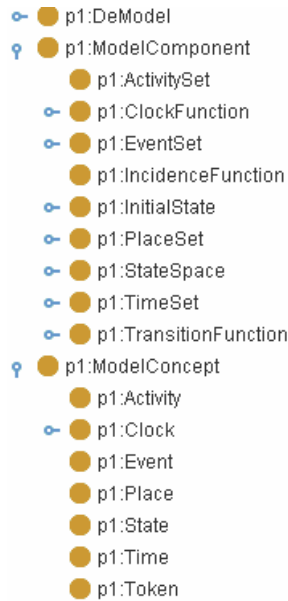 p1:DeModel
p1:ModelComponent
p1:ActivitySet
p1:ClockFunction
p1:EventSet
p1:IncidenceFunction
p1:InitialState
p1:PlaceSet
p1:StateSpace
p1:TimeSet
p1:TransitionFunction
p1:ModelConcept
p1:Activity
p1:Clock
p1:Event
p1:Place
p1:State
p1:Time
p1:Token